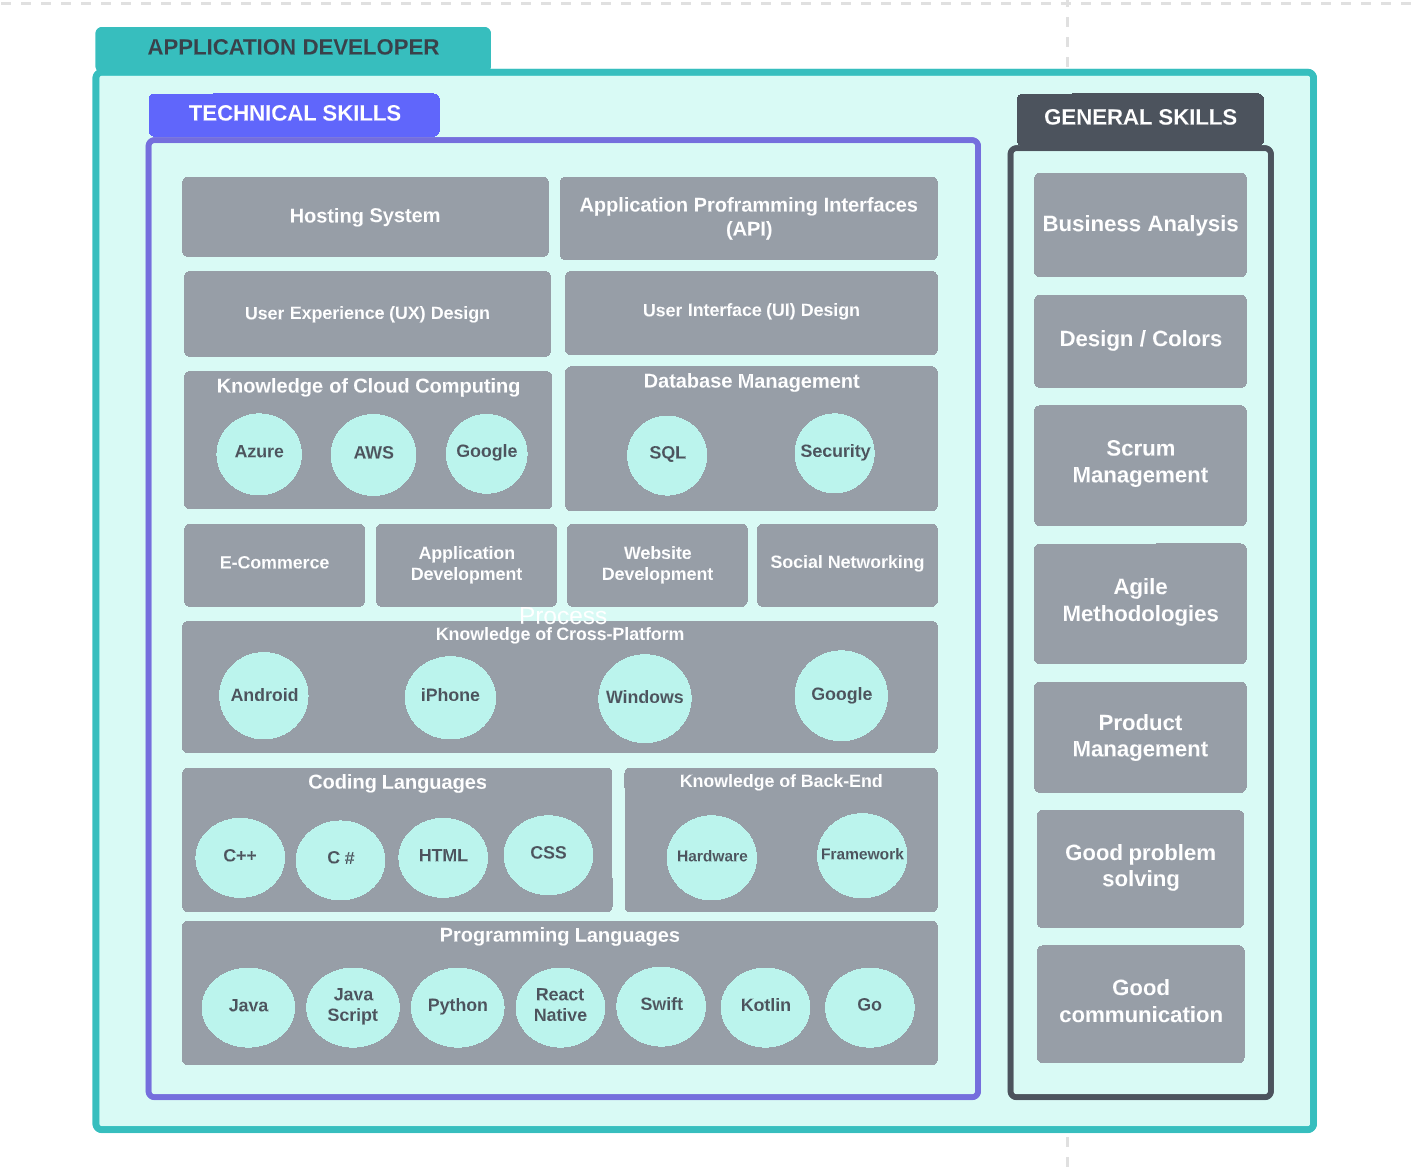 APPLICATION DEVELOPER
TECHNICAL SKILLS
Hosting System
Application Proframming Interfaces
(API)
User Experience (UX) Design
User Interface (UI) Design
Knowledge of Cloud Computing
Azure
AWS
Google
Database Management
SQL
Security
E-Commerce
Application
Development
Website
Development
Social Networking
Process
Knowledge of Cross-Platform
Android
iPhone
Windows
Google
Coding Languages
C++
C #
HTML
CSS
Knowledge of Back-End
Hardware
Framework
Programming Languages
Java
Java
Script
Python
React
Native
Swift
Kotlin
Go
GENERAL SKILLS
Business Analysis
Design / Colors
Scrum
Management
Agile
Methodologies
Product
Management
Good problem
solving
Good
communication